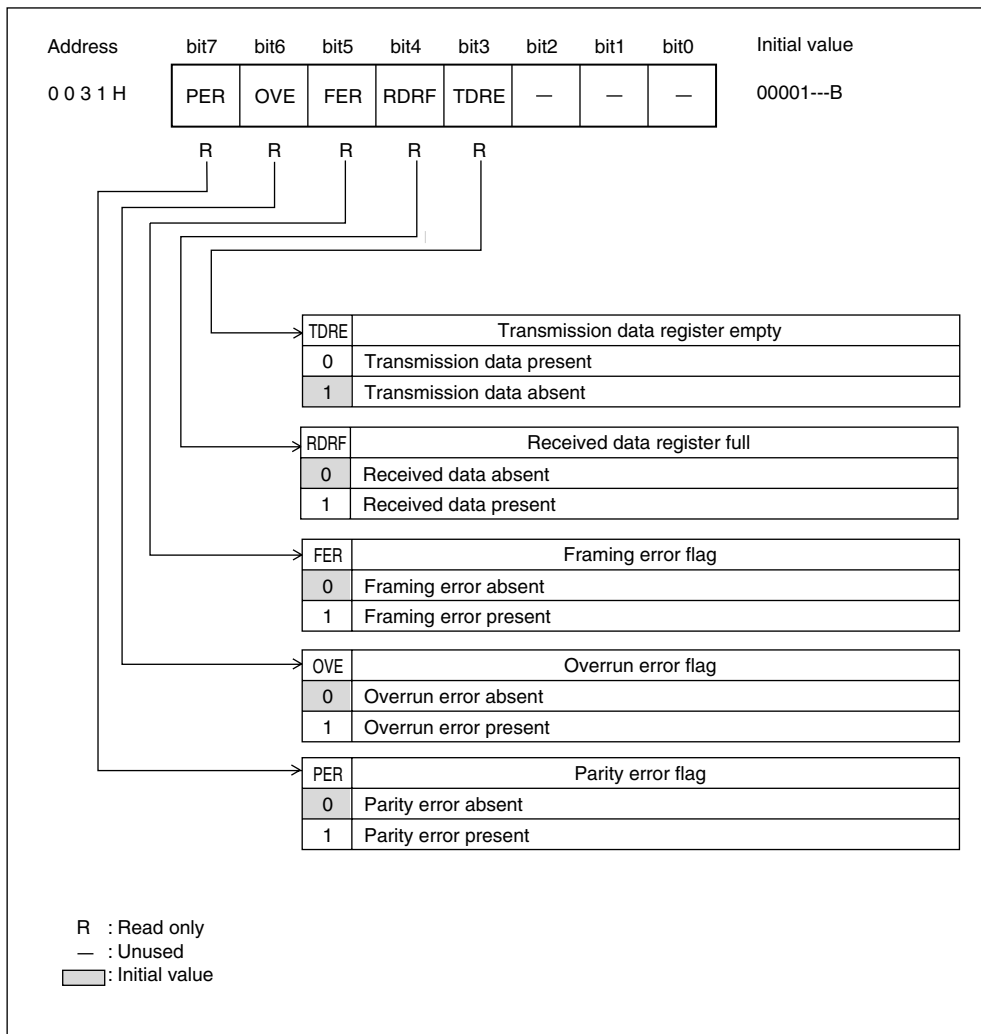 Address bit7 bit6 bit5 bit4 bit3 bit2 bit1 bit0 Initial value
0 0 3 1 H PER OVE FER RDRF TDRE — — — 00001---B
R R R R R
TDRE Transmission data register empty
0 Transmission data present
1 Transmission data absent
RDRF Received data register full
0 Received data absent
1 Received data present
FER Framing error flag
0 Framing error absent
1 Framing error present
OVE Overrun error flag
0 Overrun error absent
1 Overrun error present
PER Parity error flag
0 Parity error absent
1 Parity error present
R : Read only
— : Unused
: Initial value